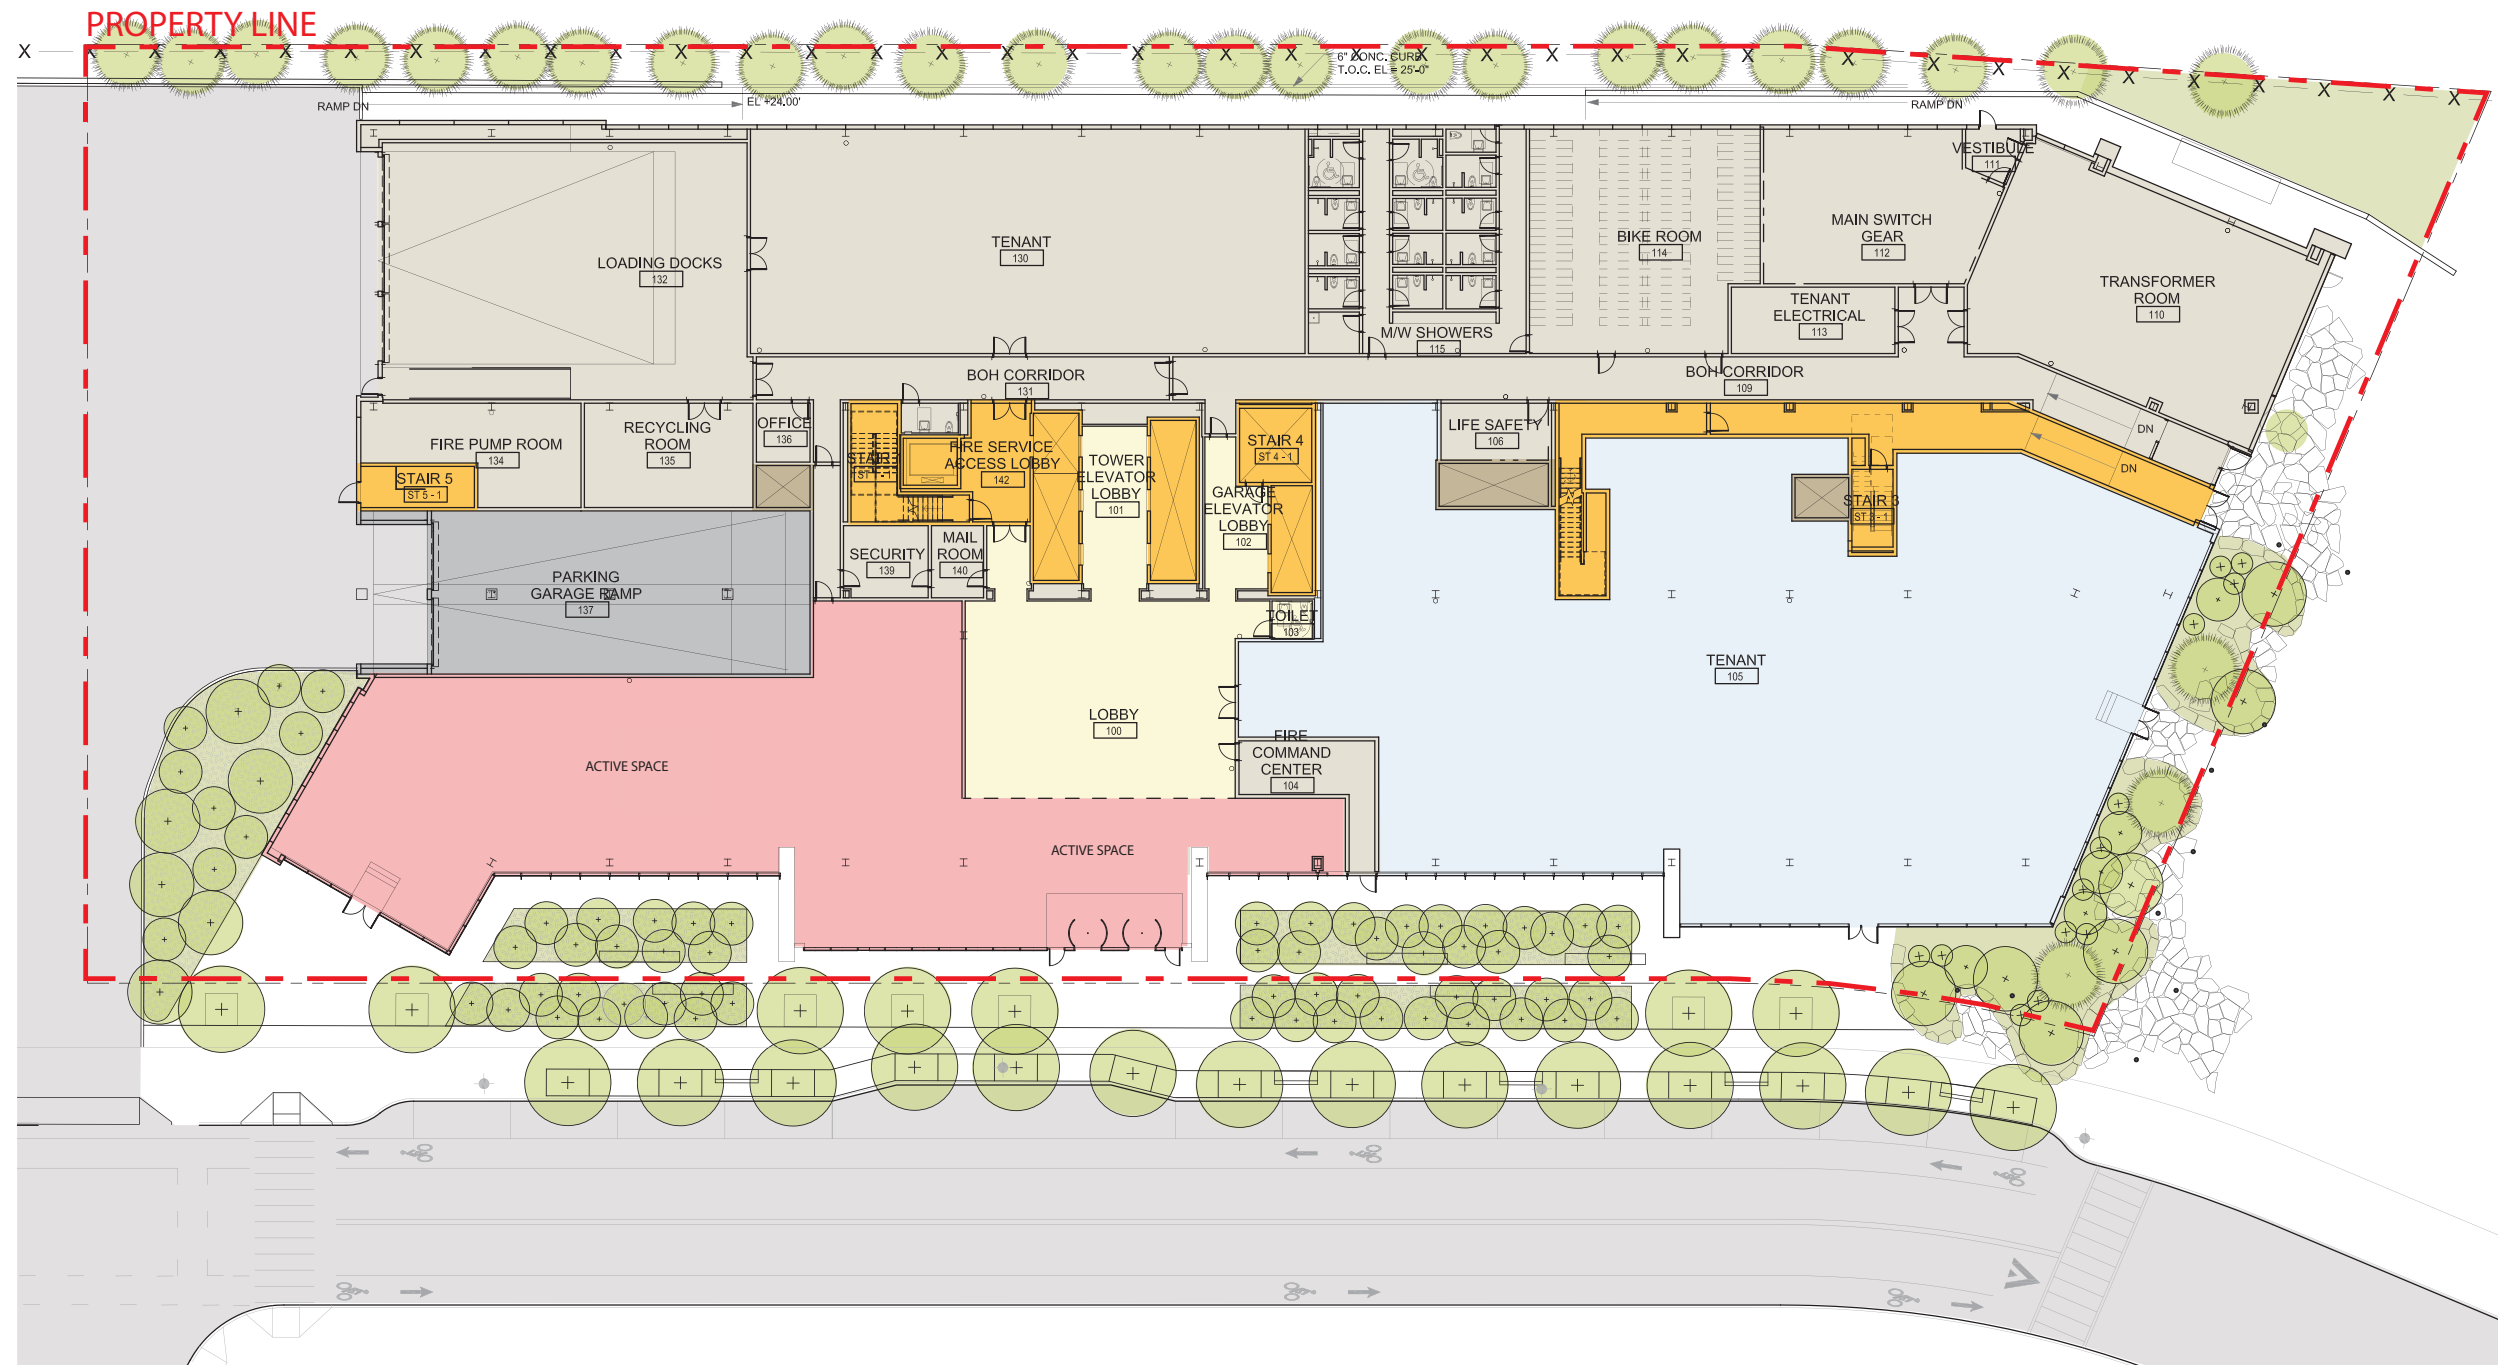 PROPERTY LINE
6" CONC. CURB
T.O.C. EL = 25'-0"
RAMP DN
EL +24.00'
RAMP DN
VESTIBULE
111
LOADING DOCKS
132
TENANT
130
BIKE ROOM
114
MAIN SWITCH
GEAR
112
TRANSFORMER
ROOM
110
TENANT
ELECTRICAL
113
M/W SHOWERS
115
BOH CORRIDOR
131
BOH CORRIDOR
109
FIRE PUMP ROOM
134
RECYCLING
ROOM
135
OFFICE
136
STAIR 5
ST 5 - 1
STAIR
FIRE SERVICE
ACCESS LOBBY
142
TOWER
ELEVATOR
LOBBY
101
STAIR 4
ST 4 - 1
GARAGE
ELEVATOR
LOBBY
102
LIFE SAFETY
106
DN
DN
STAIR 3
ST 3 - 1
SECURITY
139
MAIL
ROOM
140
PARKING
GARAGE RAMP
137
TOILET
103
TENANT
105
LOBBY
100
FIRE
COMMAND
CENTER
104
ACTIVE SPACE
ACTIVE SPACE